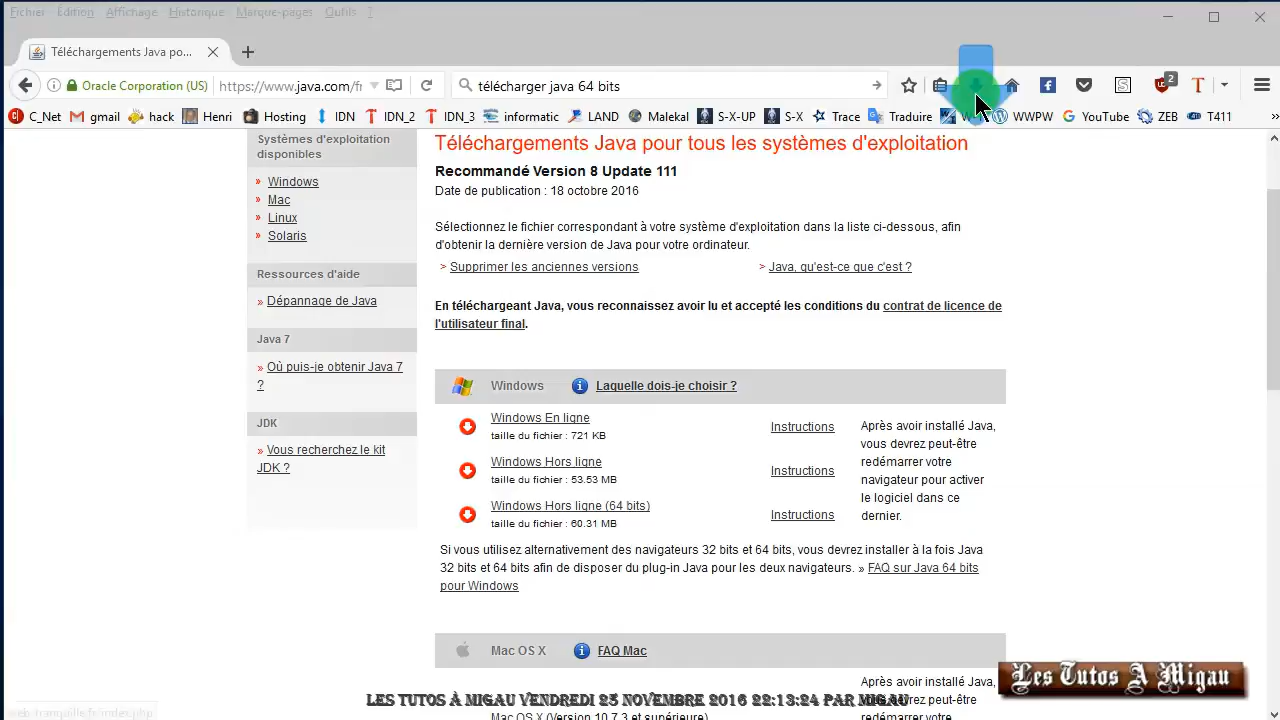 Fichier Édition Affichage Historique Marque-pages Outils ?
Téléchargements Java po...
Oracle Corporation (US) https://www.java.com/fr télécharger java 64 bits
2
C_Net gmail hack Henri Hosting IDN IDN_2 IDN_3 informatic LAND Malekal S-X-UP S-X Trace Traduire WPPW YouTube ZEB T411 »
Systèmes d'exploitation
disponibles
Windows
Mac
Linux
Solaris
Ressources d'aide
» Dépannage de Java
Java 7
» Où puis-je obtenir Java 7
?
JDK
» Vous recherchez le kit
JDK ?
Téléchargements Java pour tous les systèmes d'exploitation
Recommandé Version 8 Update 111
Date de publication : 18 octobre 2016
Sélectionnez le fichier correspondant à votre système d'exploitation dans la liste ci-dessous, afin
d'obtenir la dernière version de Java pour votre ordinateur.
> Supprimer les anciennes versions > Java, qu'est-ce que c'est ?
En téléchargeant Java, vous reconnaissez avoir lu et accepté les conditions du contrat de licence de
l'utilisateur final.
Windows Laquelle dois-je choisir ?
Windows En ligne
taille du fichier : 721 KB
Instructions
Windows Hors ligne
taille du fichier : 53.53 MB
Instructions
Windows Hors ligne (64 bits)
taille du fichier : 60.31 MB
Instructions
Après avoir installé Java,
vous devrez peut-être
redémarrer votre
navigateur pour activer
le logiciel dans ce
dernier.
Si vous utilisez alternativement des navigateurs 32 bits et 64 bits, vous devrez installer à la fois Java
32 bits et 64 bits afin de disposer du plug-in Java pour les deux navigateurs. » FAQ sur Java 64 bits
pour Windows
Mac OS X FAQ Mac
Après avoir installé Java,
vous devrez peut-être
redémarrer votre
Mac OS X (Version 10.7.3 et supérieure)
Les Tutos A Migau
LES TUTOS À MIGAU VENDREDI 25 NOVEMBRE 2016 22:13:24 PAR MIGAU